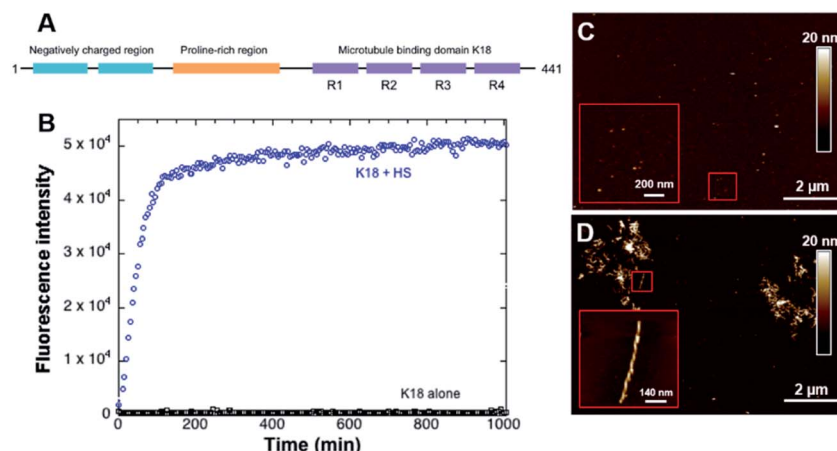 A
Negatively charged region Proline-rich region Microtubule binding domain K18
1 441
R1 R2 R3 R4
B
Fluorescence intensity
5 x 10⁴
4 x 10⁴
3 x 10⁴
2 x 10⁴
1 x 10⁴
0
K18 + HS
K18 alone
0 200 400 600 800 1000
Time (min)
C
20 nm
200 nm
2 µm
D
20 nm
140 nm
2 µm